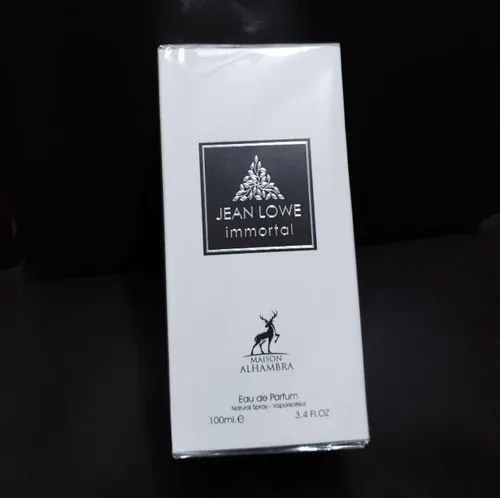 JEAN LOWE
immortal
MAISON
ALHAMBRA
Eau de Parfum
Natural Spray - Vaporisateur
100ml.℮ 3.4 FL.OZ